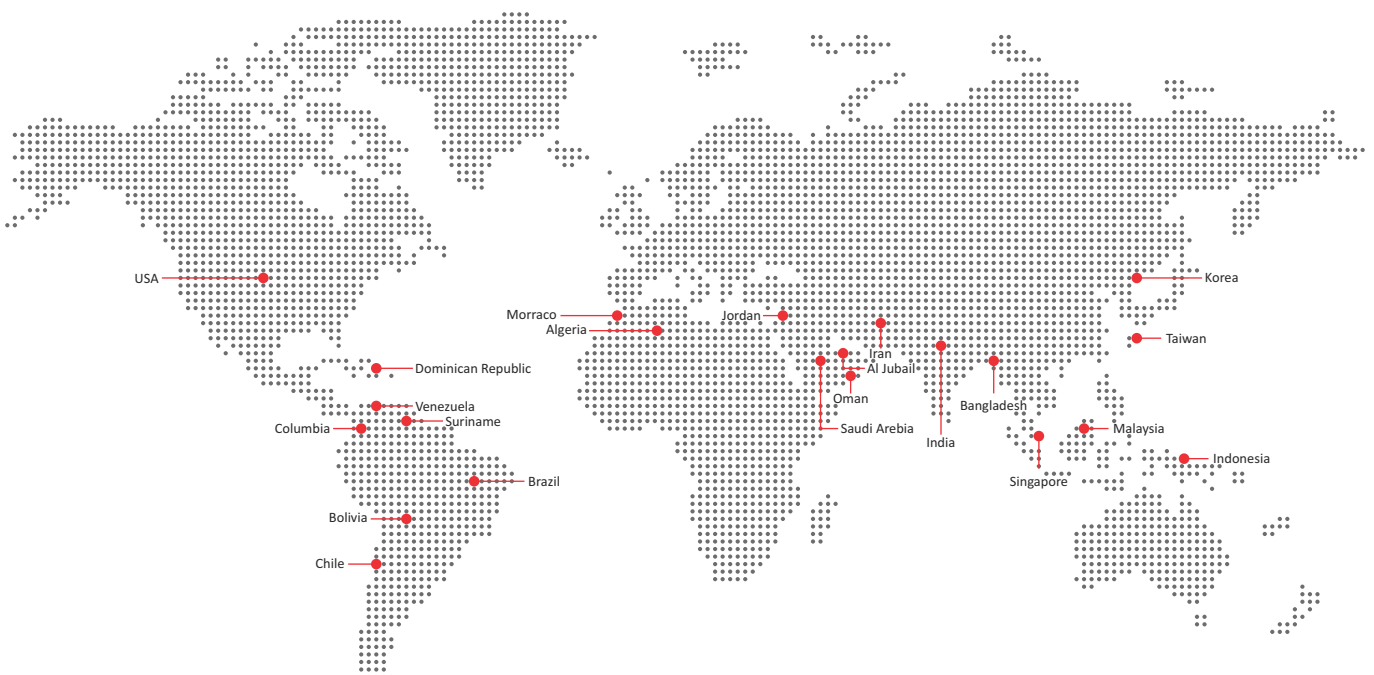 USA
Korea
Morraco
Jordan
Algeria
Taiwan
Iran
Al Jubail
Dominican Republic
Oman
Bangladesh
Venezuela
Suriname
Columbia
Saudi Arebia
Malaysia
India
Indonesia
Singapore
Brazil
Bolivia
Chile